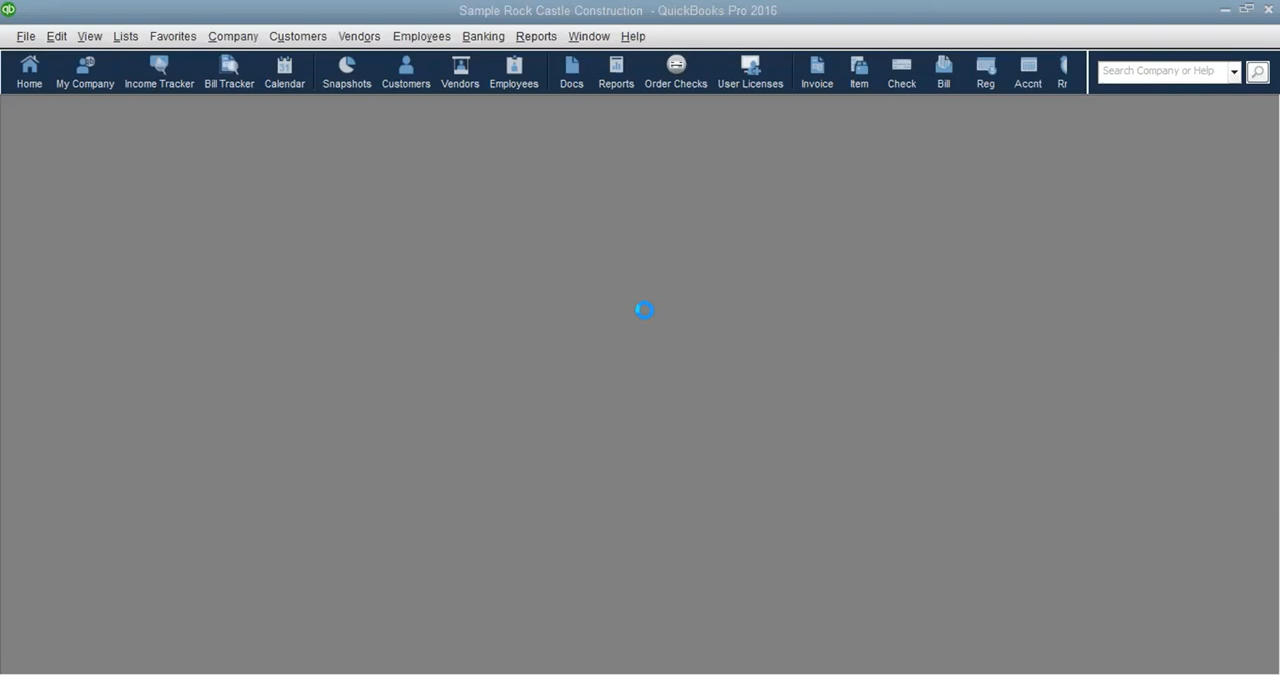 qb Sample Rock Castle Construction - QuickBooks Pro 2016
File Edit View Lists Favorites Company Customers Vendors Employees Banking Reports Window Help
Home My Company Income Tracker Bill Tracker Calendar Snapshots Customers Vendors Employees Docs Reports Order Checks User Licenses Invoice Item Check Bill Reg Accnt Search Company or Help